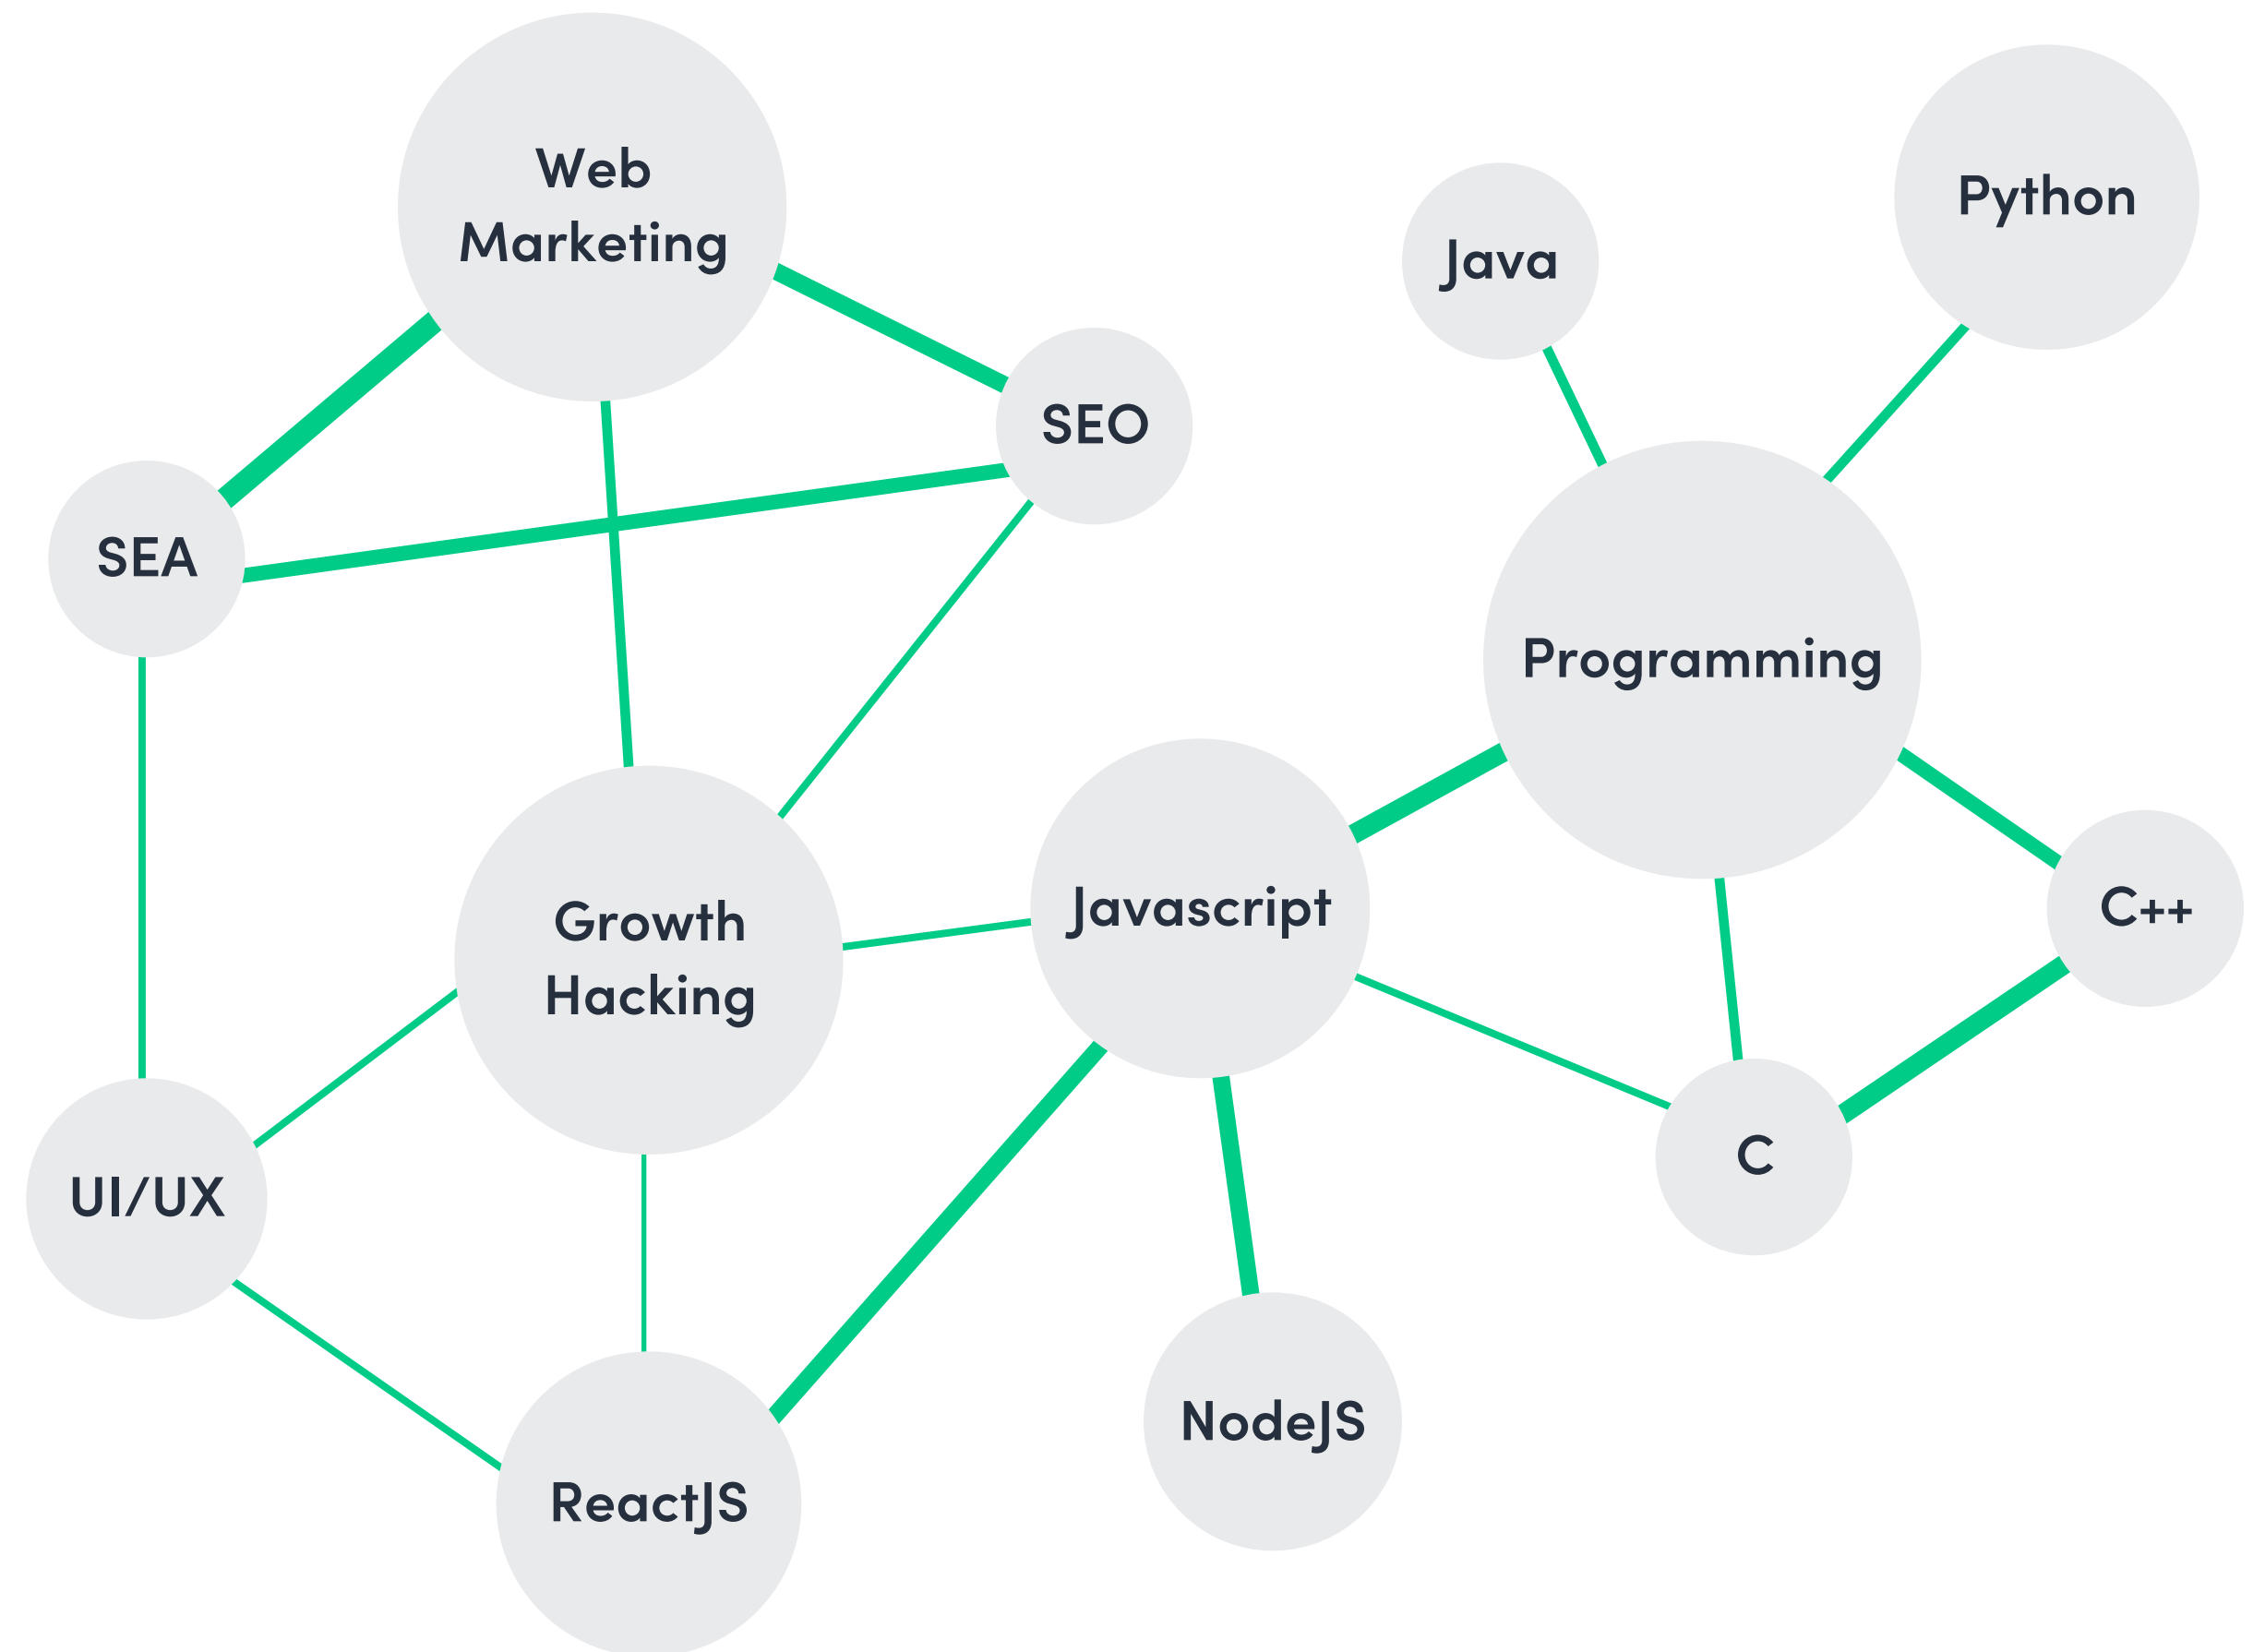 Web
Marketing
Java
Python
SEO
SEA
Programming
Growth
Hacking
Javascript
C++
UI/UX
C
NodeJS
ReactJS